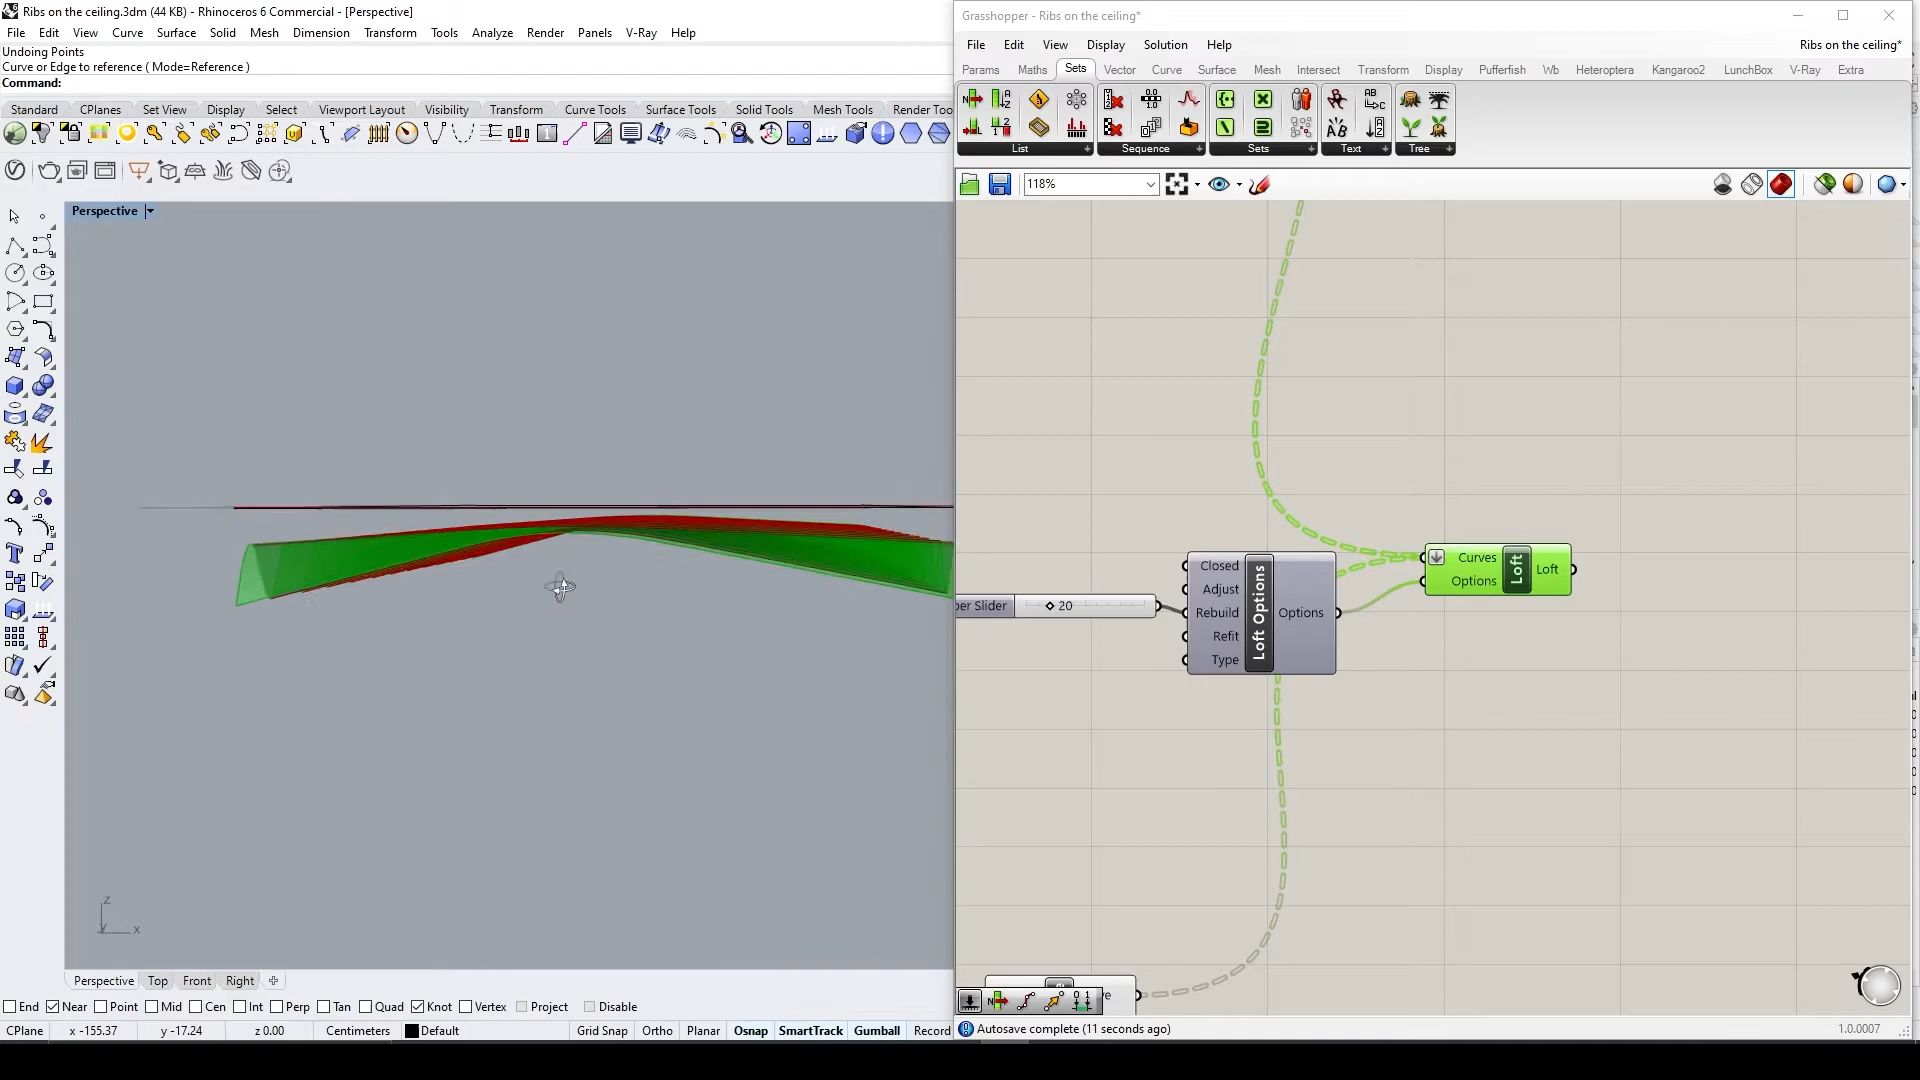 Ribs on the ceiling.3dm (44 KB) - Rhinoceros 6 Commercial - [Perspective]
File Edit View Curve Surface Solid Mesh Dimension Transform Tools Analyze Render Panels V-Ray Help
Undoing Points
Curve or Edge to reference ( Mode=Reference )
Command:
Standard CPlanes Set View Display Select Viewport Layout Visibility Transform Curve Tools Surface Tools Solid Tools Mesh Tools Render Too
Perspective
z
x
Perspective Top Front Right
End Near Point Mid Cen Int Perp Tan Quad Knot Vertex Project Disable
CPlane x -155.37 y -17.24 z 0.00 Centimeters Default Grid Snap Ortho Planar Osnap SmartTrack Gumball Record
Grasshopper - Ribs on the ceiling*
File Edit View Display Solution Help Ribs on the ceiling*
Params Maths Sets Vector Curve Surface Mesh Intersect Transform Display Pufferfish Wb Heteroptera Kangaroo2 LunchBox V-Ray Extra
List Sequence Sets Text Tree
118%
Curves
Options
Loft
Loft
Closed
Adjust
Rebuild
Refit
Type
Loft Options
Options
ber Slider 20
ve
Autosave complete (11 seconds ago) 1.0.0007